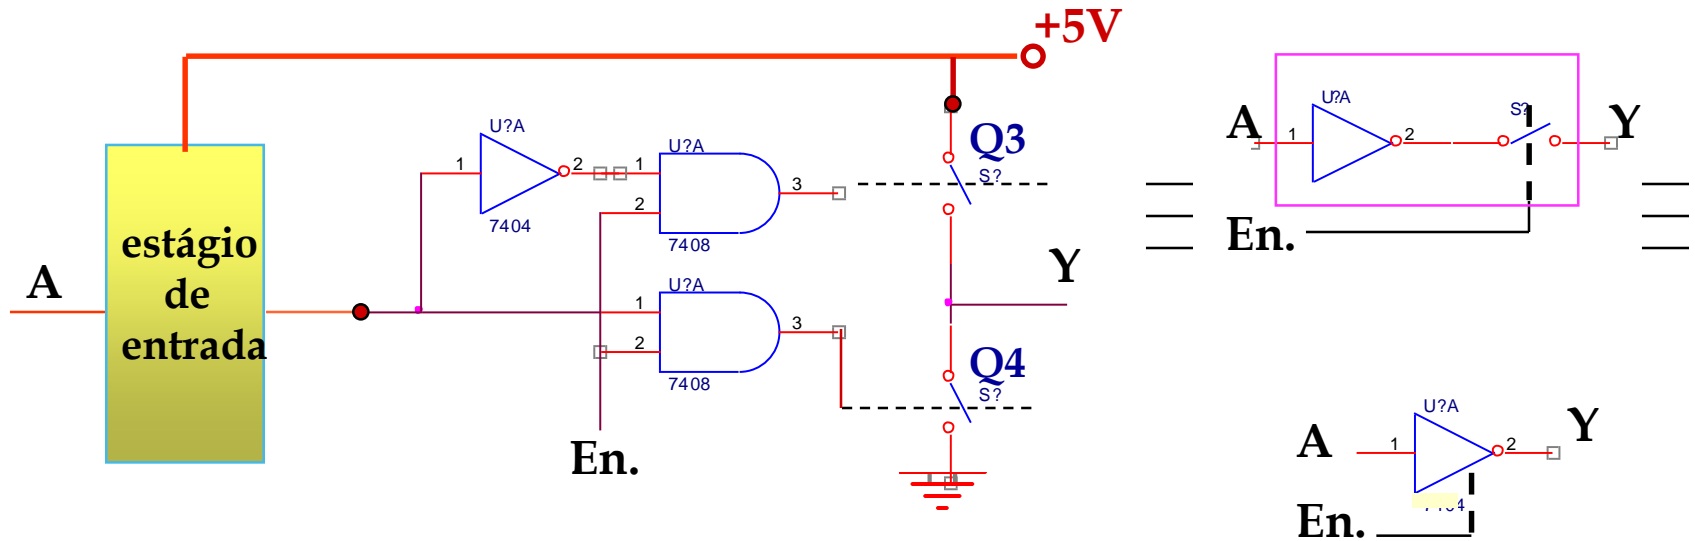 +5V
U?A
1
2
7404
U?A
1
2
3
7408
Q3
S?
estágio
de
entrada
A
U?A
1
2
3
7408
Y
Q4
S?
En.
U?A
S?
A
1
2
Y
En.
U?A
A
1
2
Y
En.